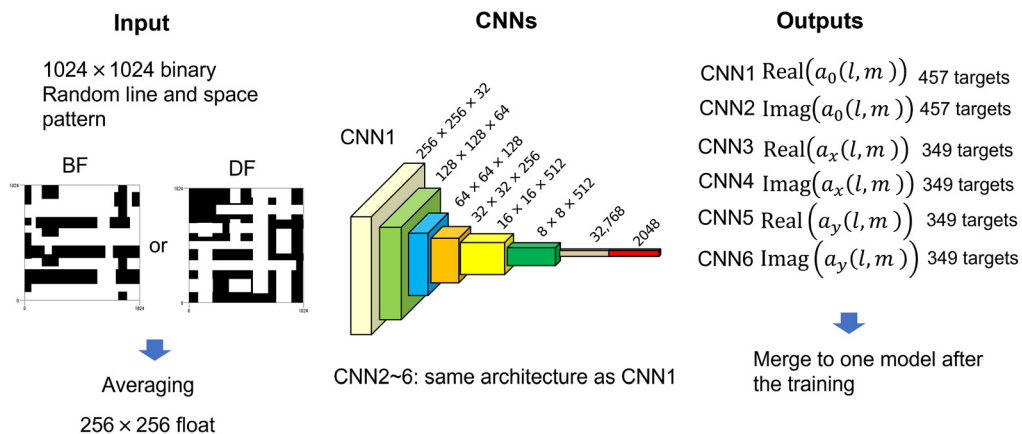 Input
1024 × 1024 binary
Random line and space
pattern
BF
DF
1024
0
1024
or
1024
0
1024
Averaging
256 × 256 float
CNNs
CNN1
256 × 256 × 32
128 × 128 × 64
64 × 64 × 128
32 × 32 × 256
16 × 16 × 512
8 × 8 × 512
32,768
2048
CNN2~6: same architecture as CNN1
Outputs
CNN1 Real(a₀(l, m)) 457 targets
CNN2 Imag(a₀(l, m)) 457 targets
CNN3 Real(aₓ(l, m)) 349 targets
CNN4 Imag(aₓ(l, m)) 349 targets
CNN5 Real(a_y(l, m)) 349 targets
CNN6 Imag(a_y(l, m)) 349 targets
Merge to one model after
the training